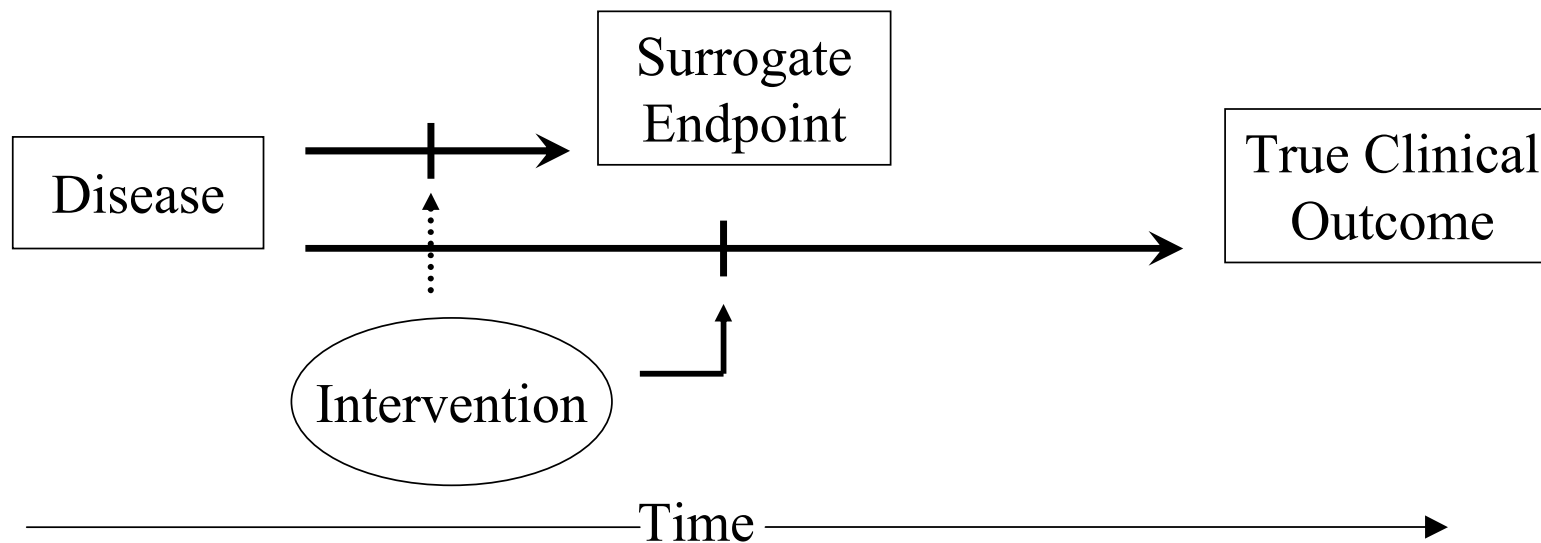 Surrogate
Endpoint
Disease
True Clinical
Outcome
Intervention
Time